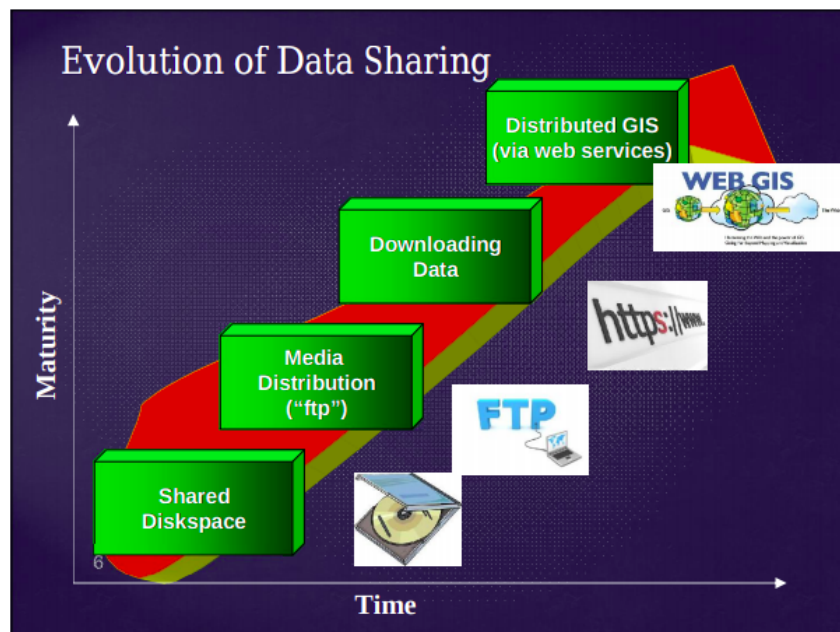 Evolution of Data Sharing
Distributed GIS
(via web services)
WEB GIS
GIS
Downloading
Data
https://www.
Media
Distribution
("ftp")
FTP
Shared
Diskspace
6
Maturity
Time